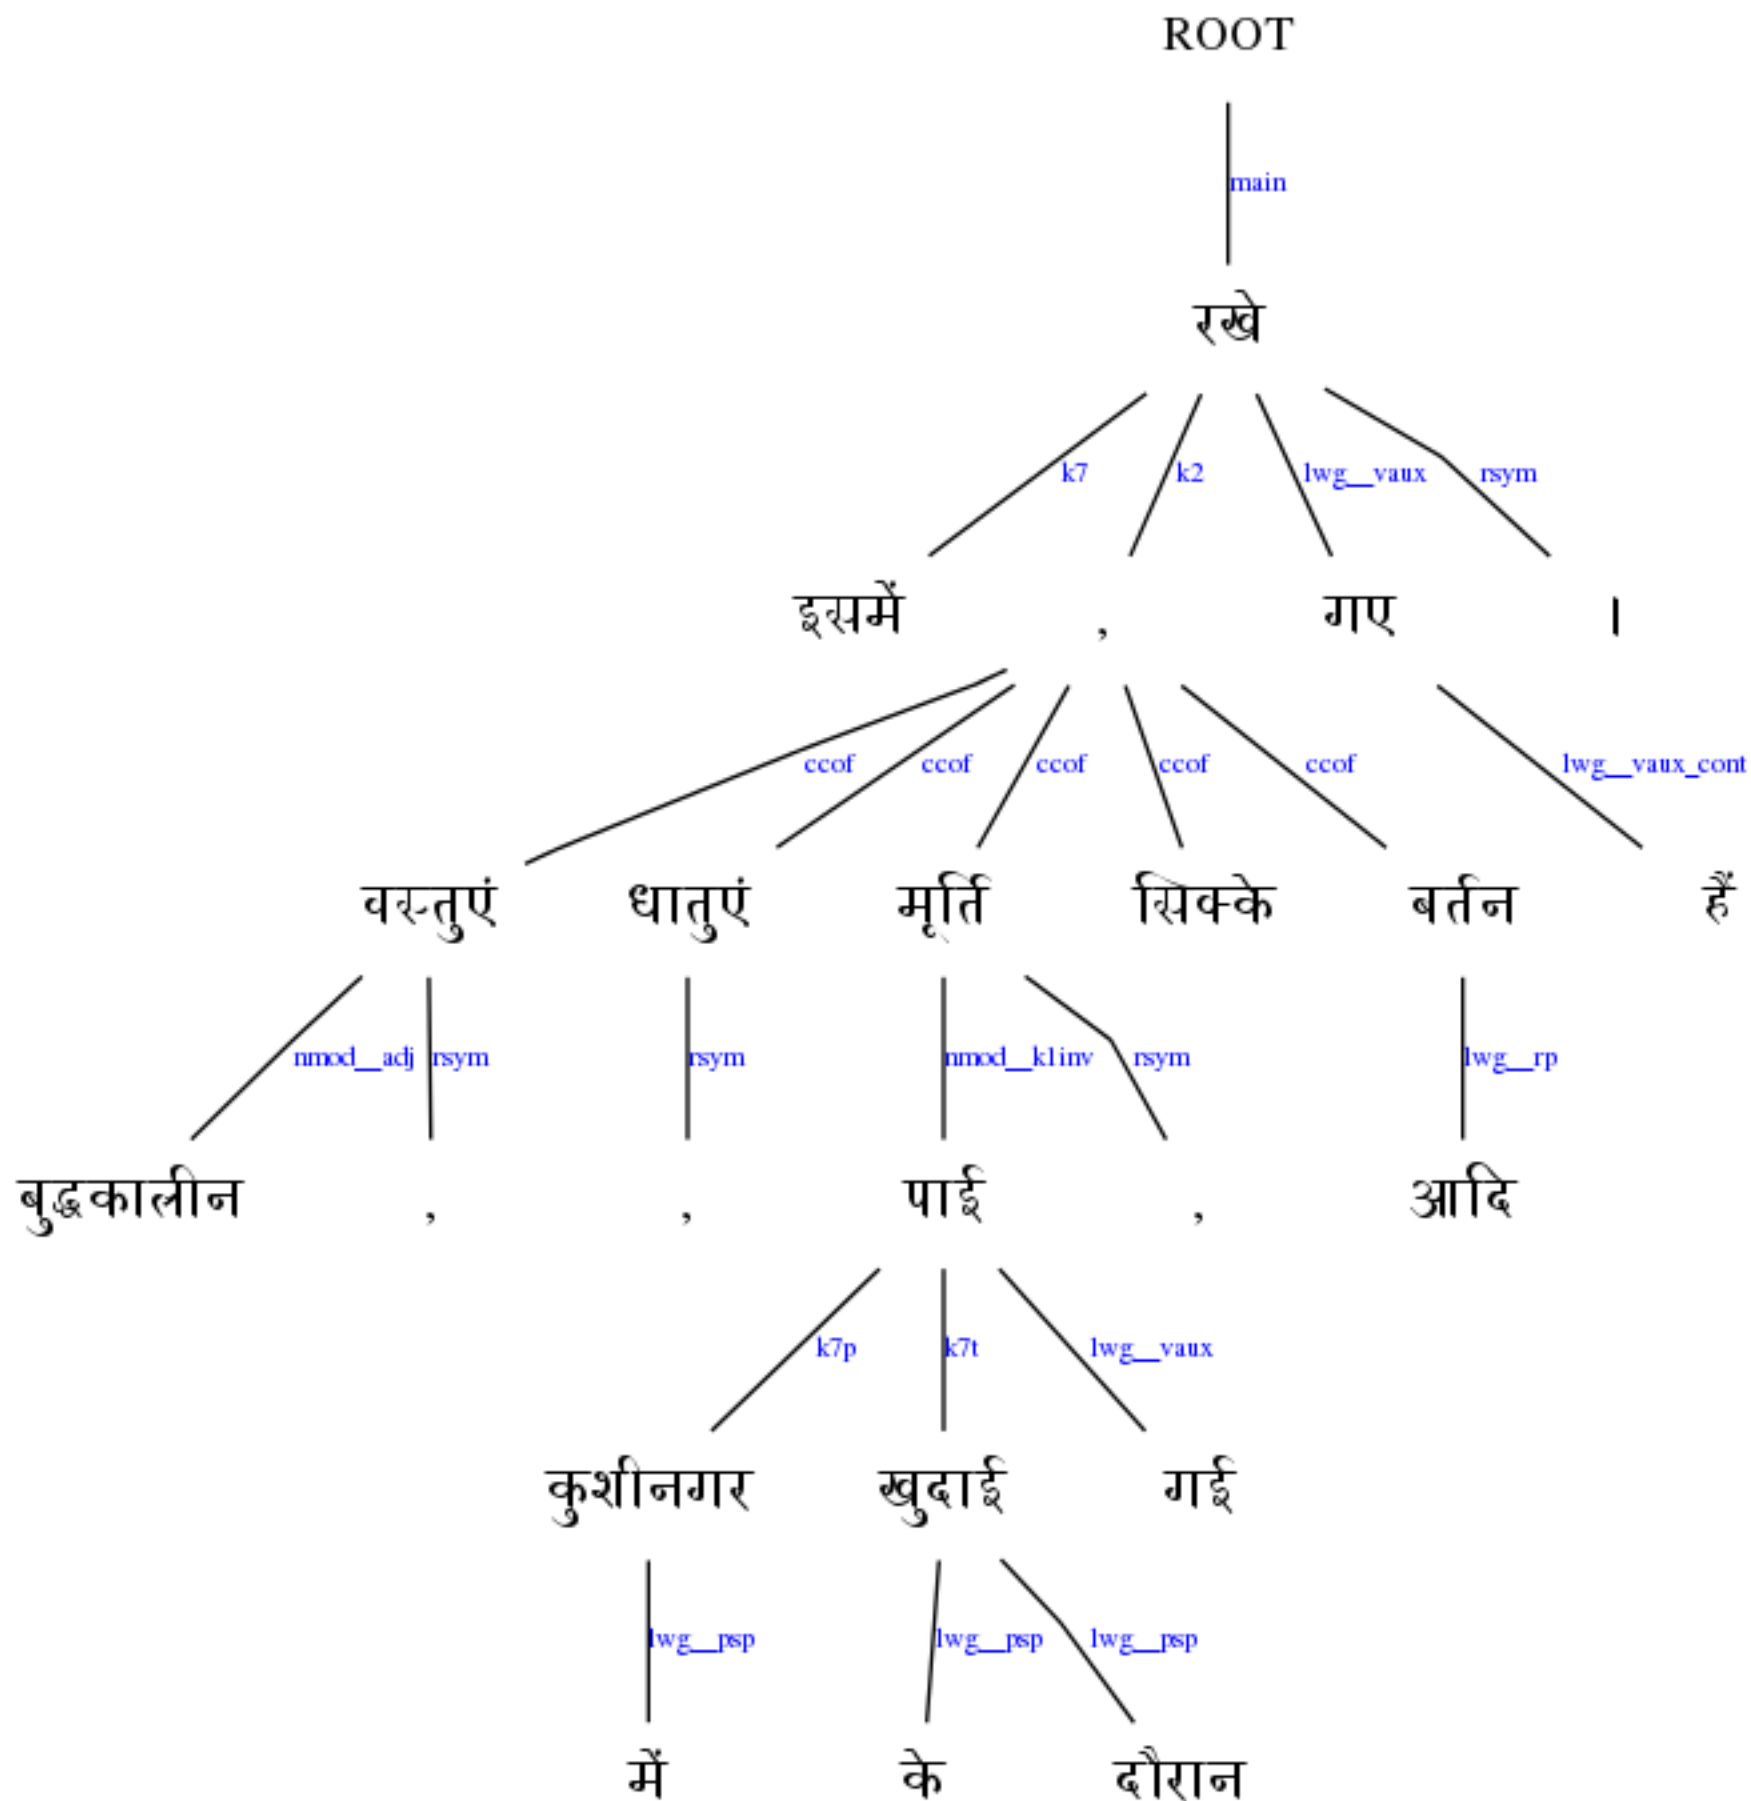 ROOT
main
रखे
k7 k2 lwg__vaux rsym
इसमें , गए ।
ccof ccof ccof ccof ccof lwg__vaux_cont
वस्तुएं धातुएं मूर्ति सिक्के बर्तन हैं
nmod__adj rsym rsym nmod__k1inv rsym lwg__rp
बुद्धकालीन , , पाई , आदि
k7p k7t lwg__vaux
कुशीनगर खुदाई गई
lwg__psp lwg__psp lwg__psp
में के दौरान